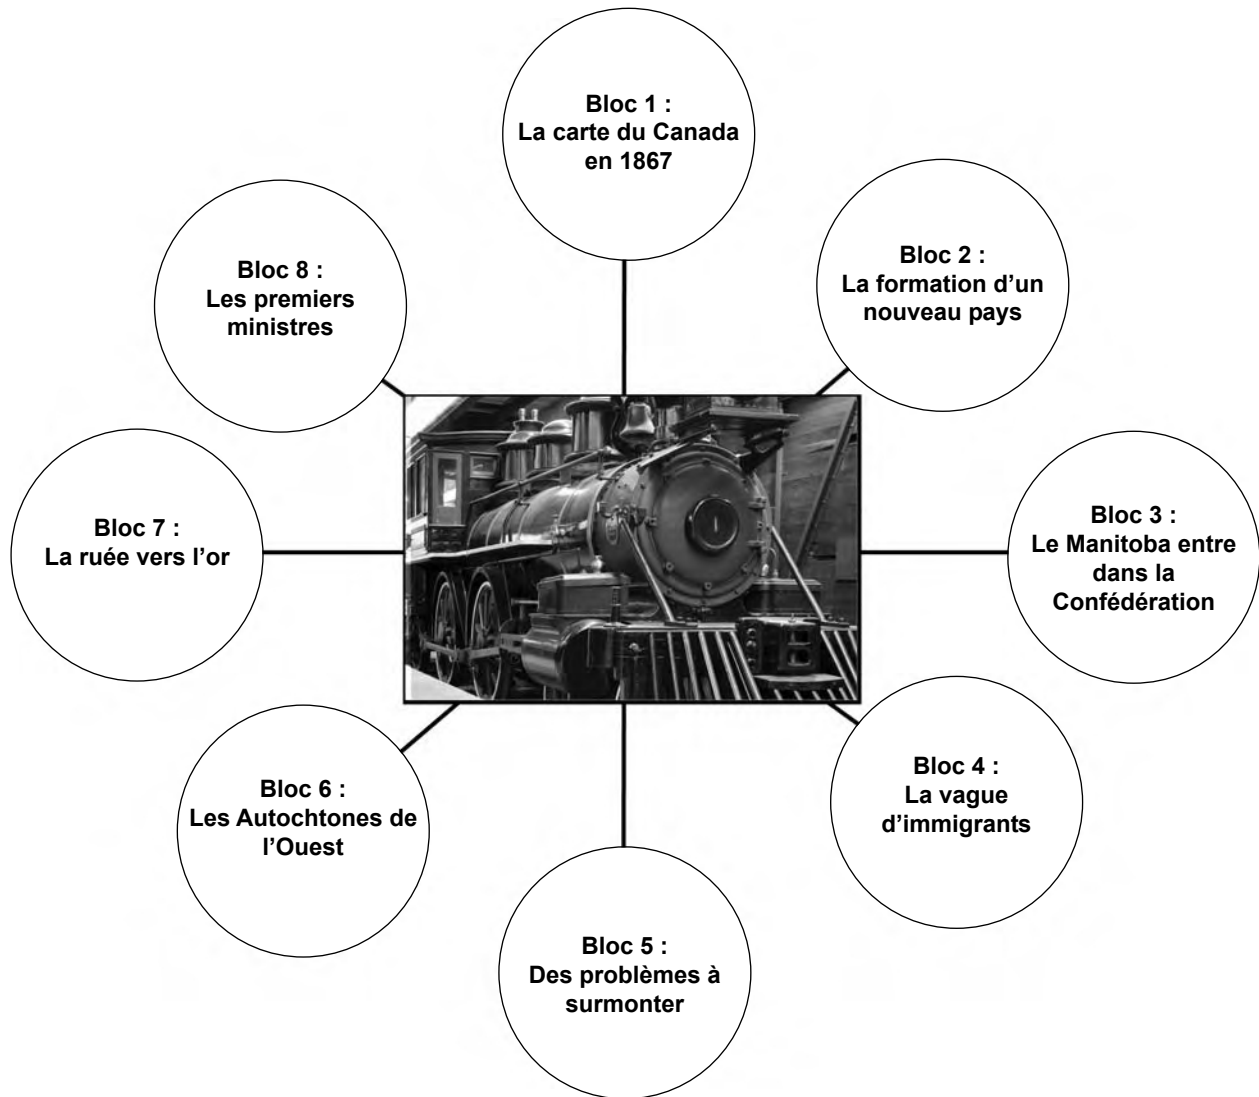 Bloc 1 :
La carte du Canada
en 1867
Bloc 2 :
La formation d’un
nouveau pays
Bloc 3 :
Le Manitoba entre
dans la
Confédération
Bloc 4 :
La vague
d’immigrants
Bloc 5 :
Des problèmes à
surmonter
Bloc 6 :
Les Autochtones de
l’Ouest
Bloc 7 :
La ruée vers l’or
Bloc 8 :
Les premiers
ministres